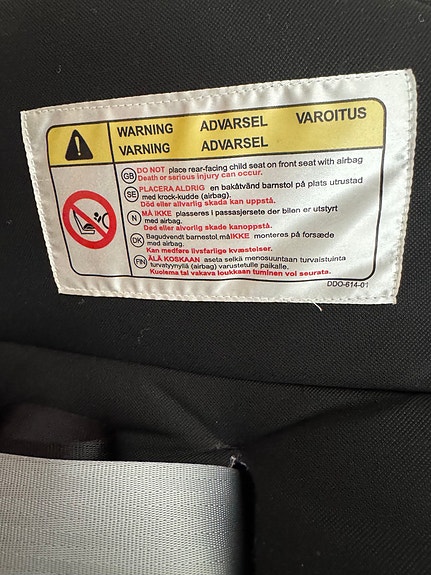 WARNING ADVARSEL VAROITUS
VARNING ADVARSEL
GB DO NOT place rear-facing child seat on front seat with airbag
Death or serious injury can occur.
SE PLACERA ALDRIG en bakåtvänd barnstol på plats utrustad
med krock-kudde (airbag).
Död eller allvarlig skada kan uppstå.
N MÅ IKKE plasseres i passasjersete der bilen er utstyrt
med airbag.
Død eller alvorlig skade kanoppstå.
DK Bagudvendt barnestol måIKKE monteres på forsæde
med airbag.
Kan medføre livsfarlige kvæstelser.
FIN ÄLÄ KOSKAAN aseta selkä menosuuntaan turvaistuinta
turvatyynyllä (airbag) varustetulle paikalle,
Kuolema tai vakava loukkaan tuminen voi seurata.
DDO-614-01